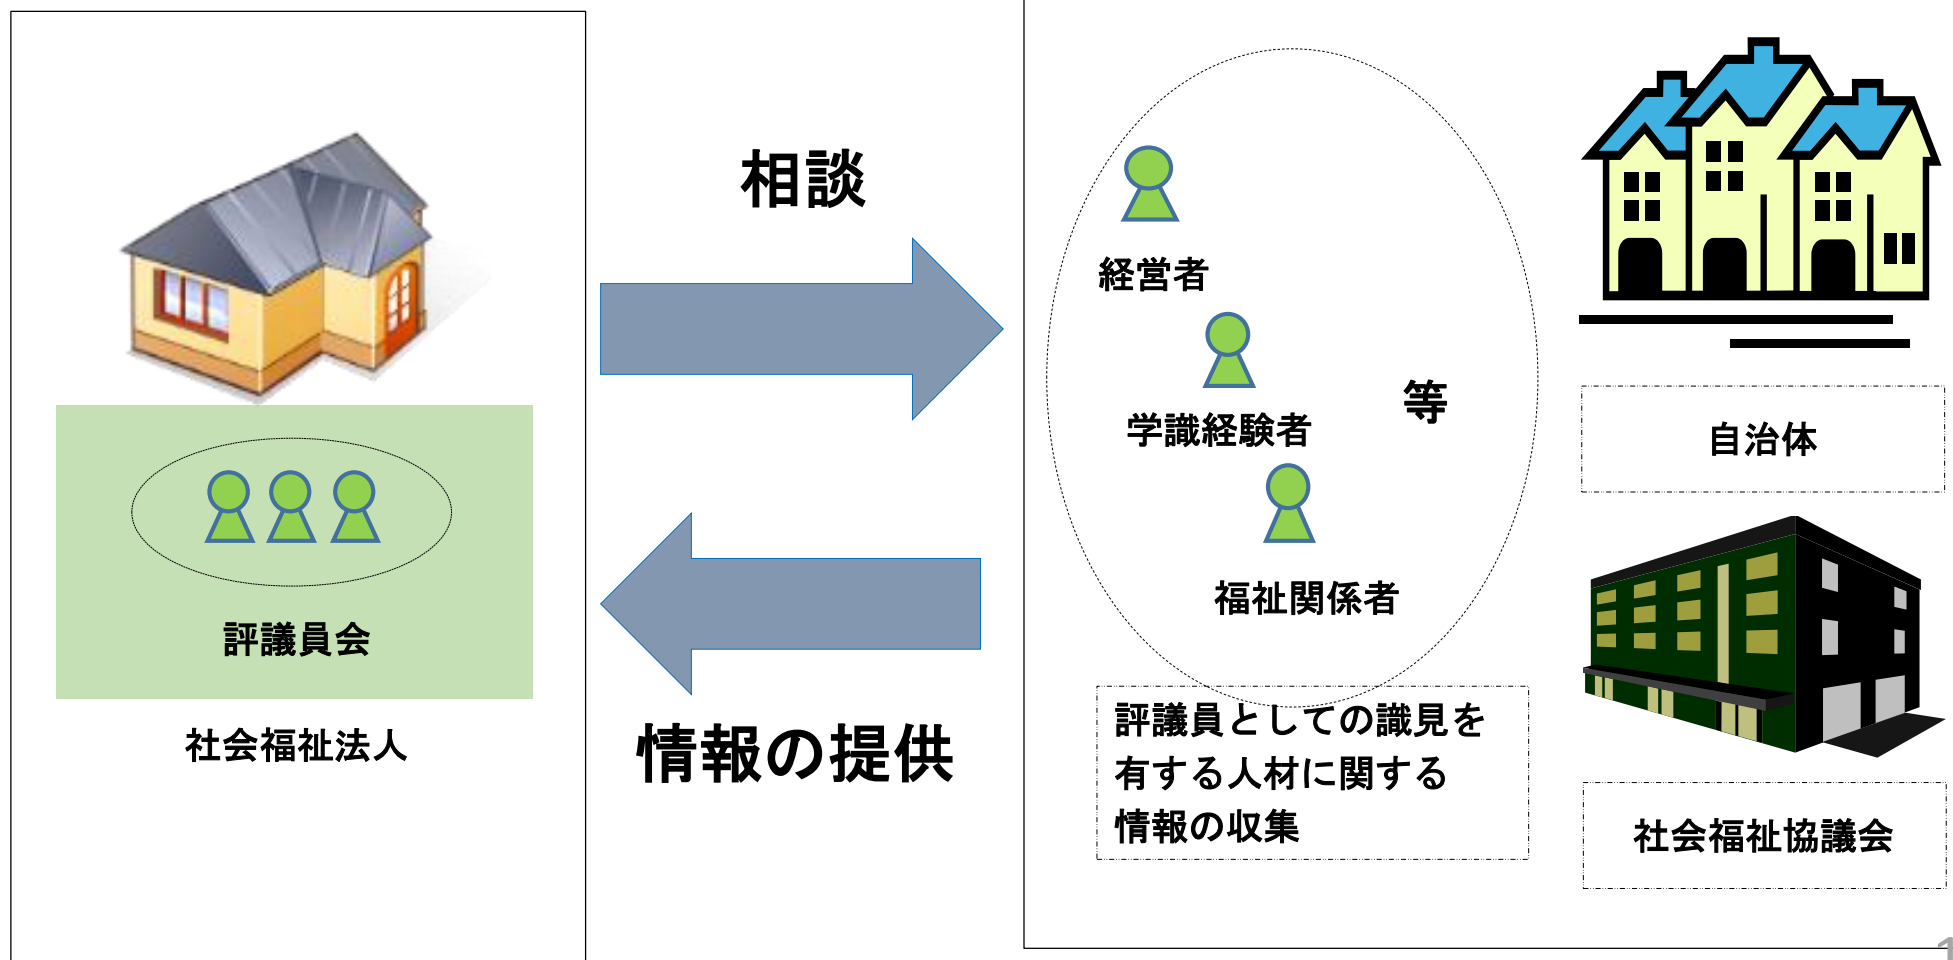 評議員会
社会福祉法人
相談
情報の提供
経営者
学識経験者
等
福祉関係者
評議員としての識見を
有する人材に関する
情報の収集
自治体
社会福祉協議会